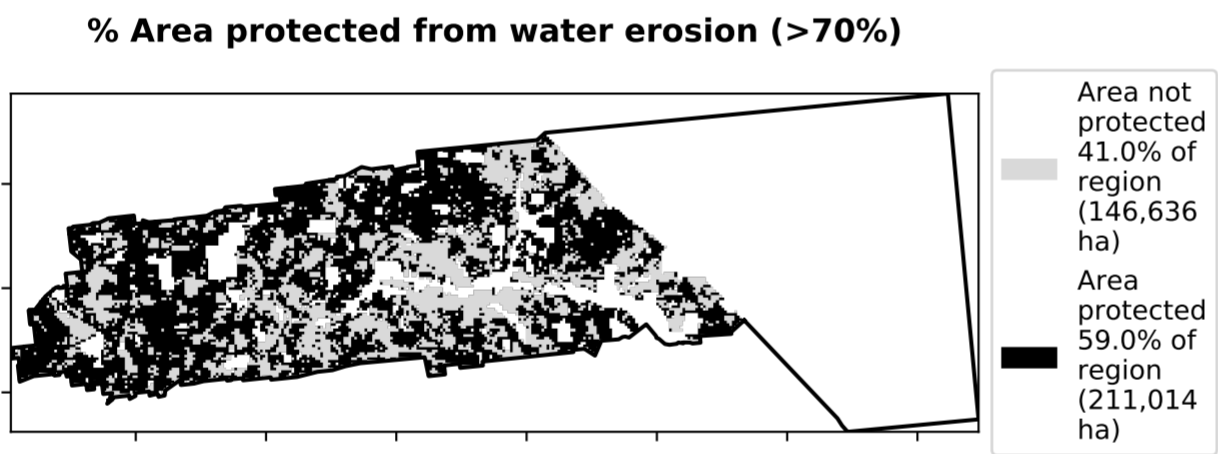 % Area protected from water erosion (>70%)
Area not
protected
41.0% of
region
(146,636
ha)
Area
protected
59.0% of
region
(211,014
ha)